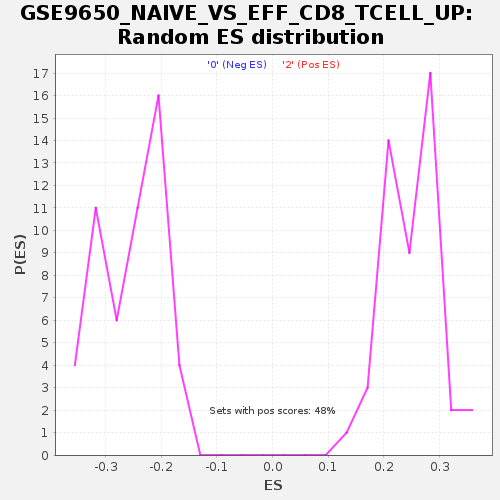 GSE9650_NAIVE_VS_EFF_CD8_TCELL_UP:
Random ES distribution
'0' (Neg ES) '2' (Pos ES)
17
16
15
14
13
12
11
10
9
8
7
6
5
4
3
2
1
0
P(ES)
Sets with pos scores: 48%
-0.3 -0.2 -0.1 0.0 0.1 0.2 0.3
ES